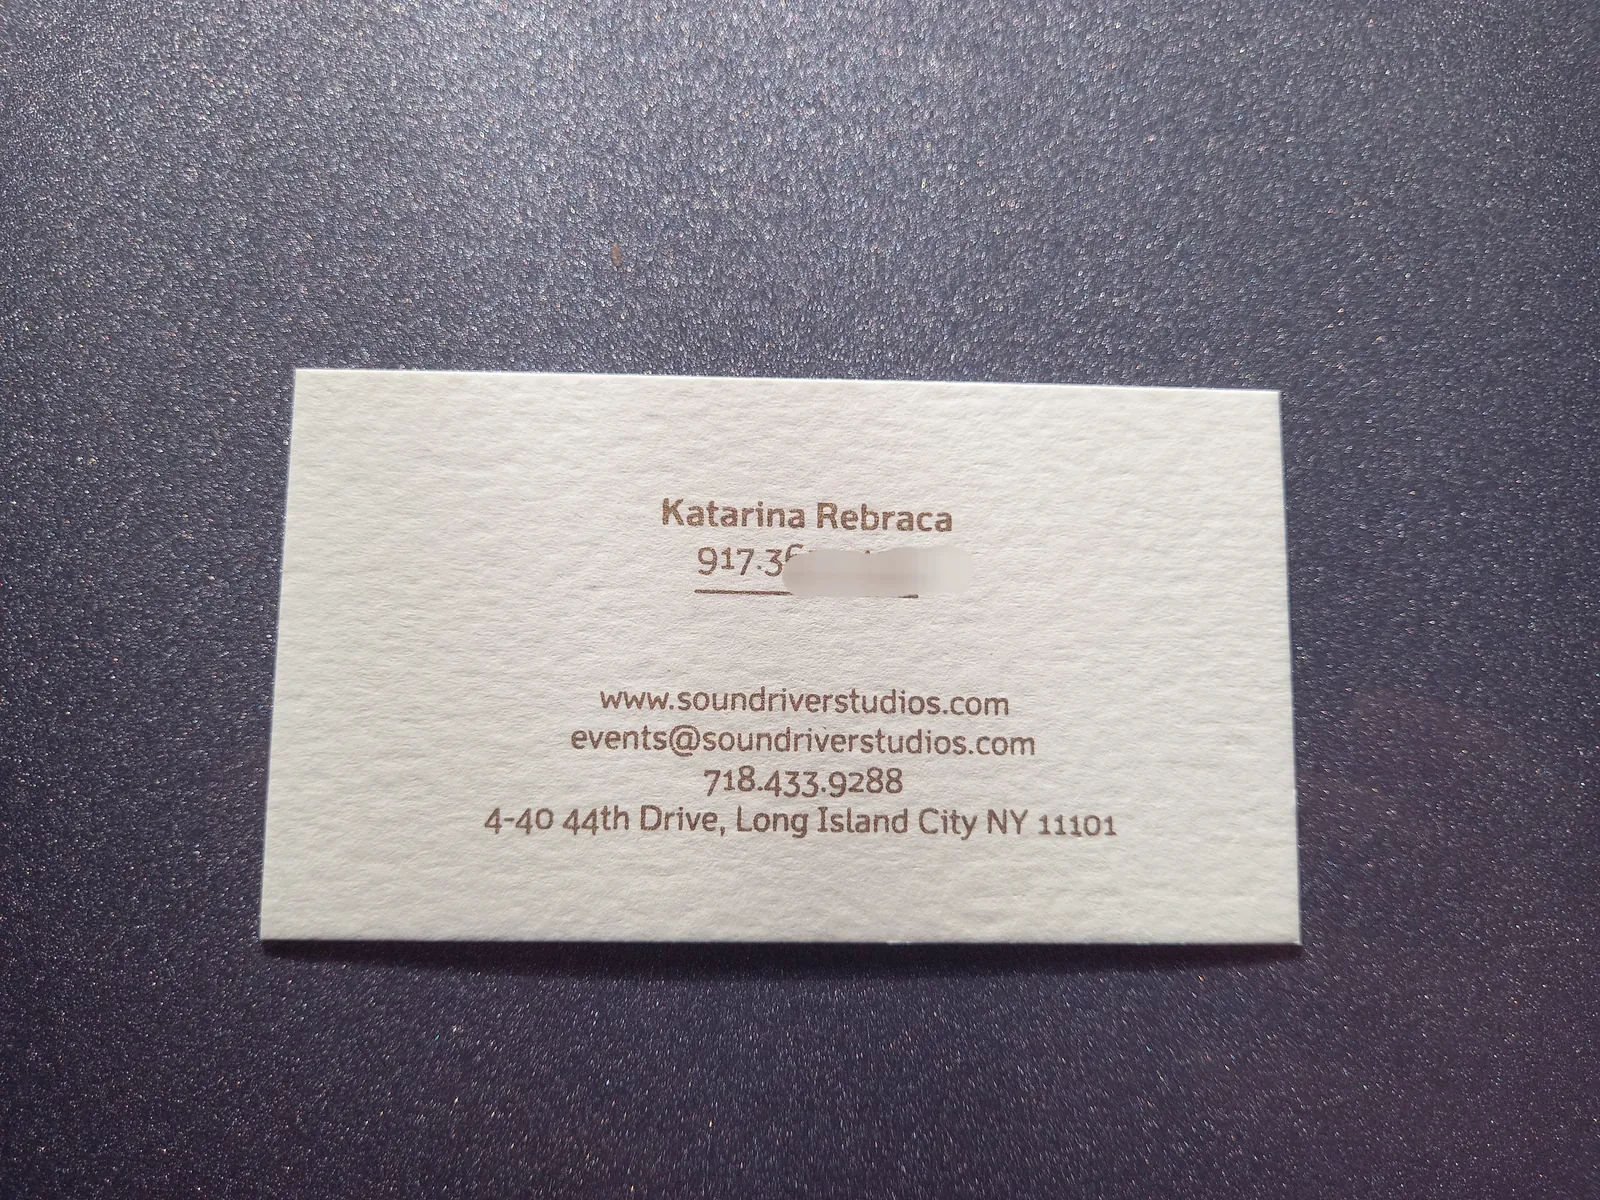 Katarina Rebraca
917.3
www.soundriverstudios.com
events@soundriverstudios.com
718.433.9288
4-40 44th Drive, Long Island City NY 11101